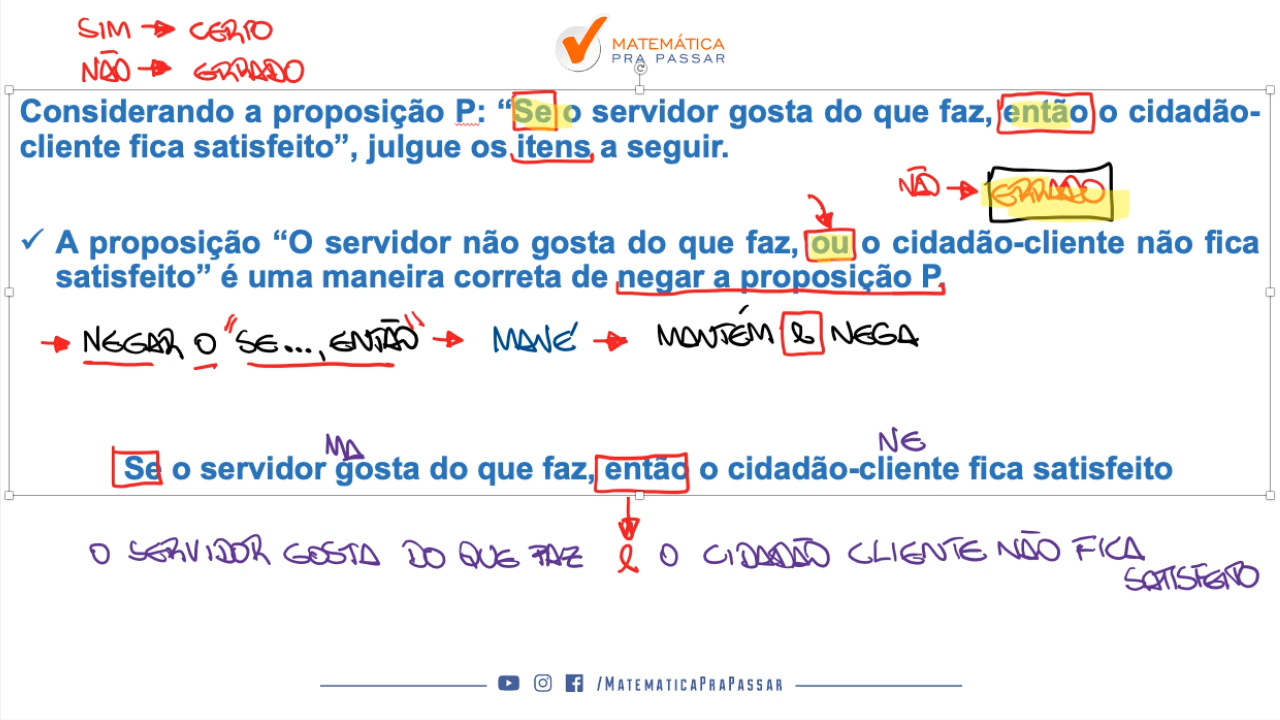 SIM → CERTO
NÃO → ERRADO
MATEMÁTICA
PRA PASSAR
Considerando a proposição P: “Se o servidor gosta do que faz, então o cidadão-
cliente fica satisfeito”, julgue os itens a seguir.
NÃO → ERRADO
✓ A proposição “O servidor não gosta do que faz, ou o cidadão-cliente não fica
satisfeito” é uma maneira correta de negar a proposição P.
→ NEGAR O "SE..., ENTÃO" → MANÉ → MANTÉM & NEGA
MA NE
Se o servidor gosta do que faz, então o cidadão-cliente fica satisfeito
O SERVIDOR GOSTA DO QUE FAZ e O CIDADÃO CLIENTE NÃO FICA
SATISFEITO
/MATEMATICAPRAPASSAR